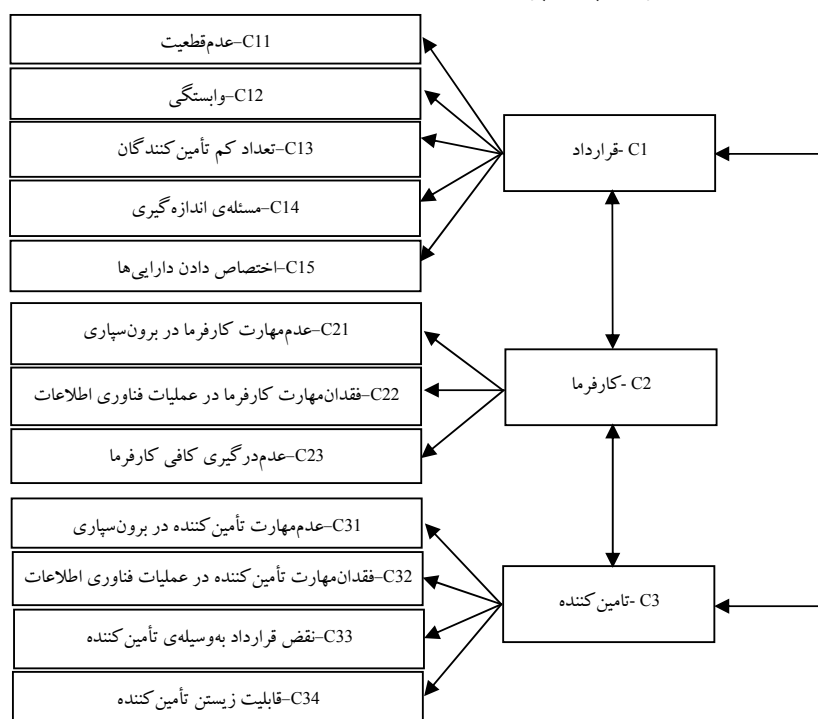 C11-عدم‌قطعیت
C12-وابستگی
C13-تعداد کم تأمین‌کنندگان
C14-مسئله‌ی اندازه‌گیری
C15-اختصاص دادن دارایی‌ها
C1- قرارداد
C21-عدم‌مهارت کارفرما در برون‌سپاری
C22-فقدان‌مهارت کارفرما در عملیات فناوری اطلاعات
C23-عدم‌درگیری کافی کارفرما
C2- کارفرما
C31-عدم‌مهارت تأمین‌کننده در برون‌سپاری
C32-فقدان‌مهارت تأمین‌کننده در عملیات فناوری اطلاعات
C33-نقض قرارداد به‌وسیله‌ی تأمین‌کننده
C34-قابلیت زیستن تأمین‌کننده
C3- تامین‌کننده